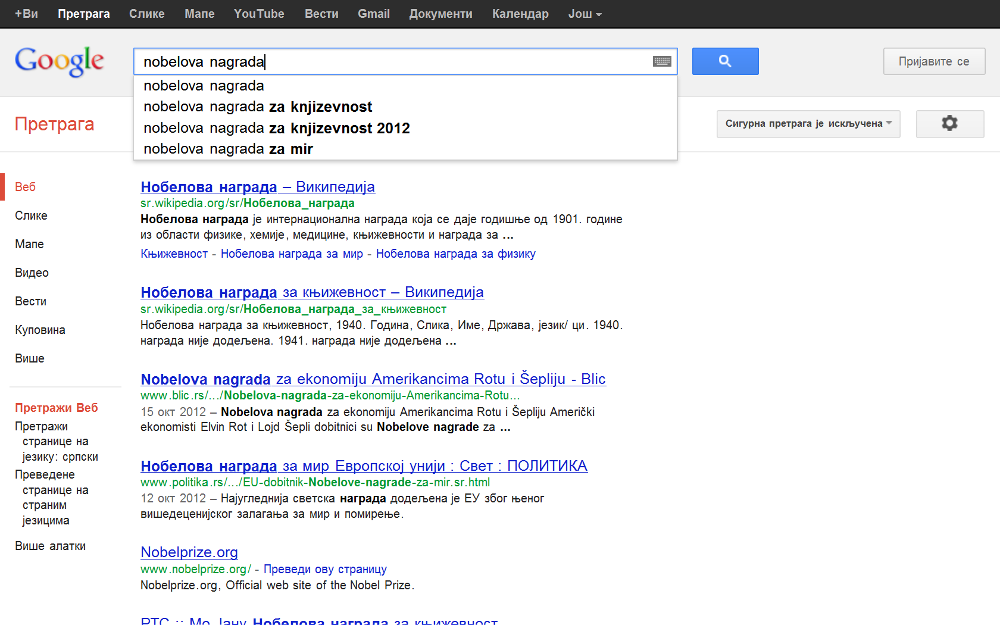 +Ви Претрага Слике Мапе YouTube Вести Gmail Документи Календар Још
Google
nobelova nagrada
Пријавите се
nobelova nagrada
nobelova nagrada za knjizevnost
nobelova nagrada za knjizevnost 2012
nobelova nagrada za mir
Претрага
Сигурна претрага је искључена
Веб
Слике
Мапе
Видео
Вести
Куповина
Више
Претражи Веб
Претражи
странице на
језику: српски
Преведене
странице на
страним
језицима
Више алатки
Нобелова награда – Википедија
sr.wikipedia.org/sr/Нобелова_награда
Нобелова награда је интернационална награда која се даје годишње од 1901. године
из области физике, хемије, медицине, књижевности и награда за ...
Књижевност - Нобелова награда за мир - Нобелова награда за физику
Нобелова награда за књижевност – Википедија
sr.wikipedia.org/sr/Нобелова_награда_за_књижевност
Нобелова награда за књижевност, 1940. Година, Слика, Име, Држава, језик/ ци. 1940.
награда није додељена. 1941. награда није додељена ...
Nobelova nagrada za ekonomiju Amerikancima Rotu i Šepliju - Blic
www.blic.rs/.../Nobelova-nagrada-za-ekonomiju-Amerikancima-Rotu...
15 окт 2012 – Nobelova nagrada za ekonomiju Amerikancima Rotu i Šepliju Američki
ekonomisti Elvin Rot i Lojd Šepli dobitnici su Nobelove nagrade za ...
Нобелова награда за мир Европској унији : Свет : ПОЛИТИКА
www.politika.rs/.../EU-dobitnik-Nobelove-nagrade-za-mir.sr.html
12 окт 2012 – Најугледнија светска награда додељена је ЕУ због њеног
вишедеценијског залагања за мир и помирење.
Nobelprize.org
www.nobelprize.org/ - Преведи ову страницу
Nobelprize.org, Official web site of the Nobel Prize.
РТС :: Мо Јану Нобелова награда за књижевност